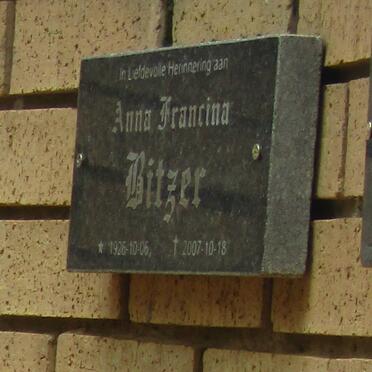 In Liefdevolle Herinnering aan
Anna Francina
Bitzer
★ 1926-10-06, † 2007-10-18